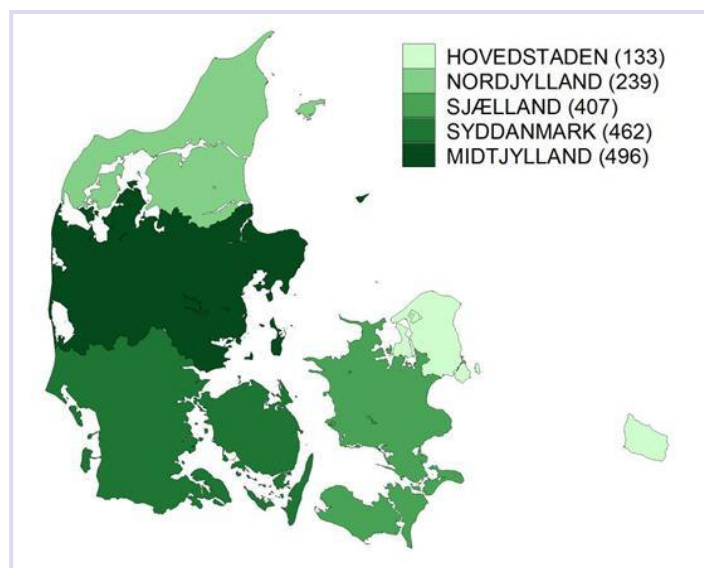 HOVEDSTADEN (133)
NORDJYLLAND (239)
SJÆLLAND (407)
SYDDANMARK (462)
MIDTJYLLAND (496)